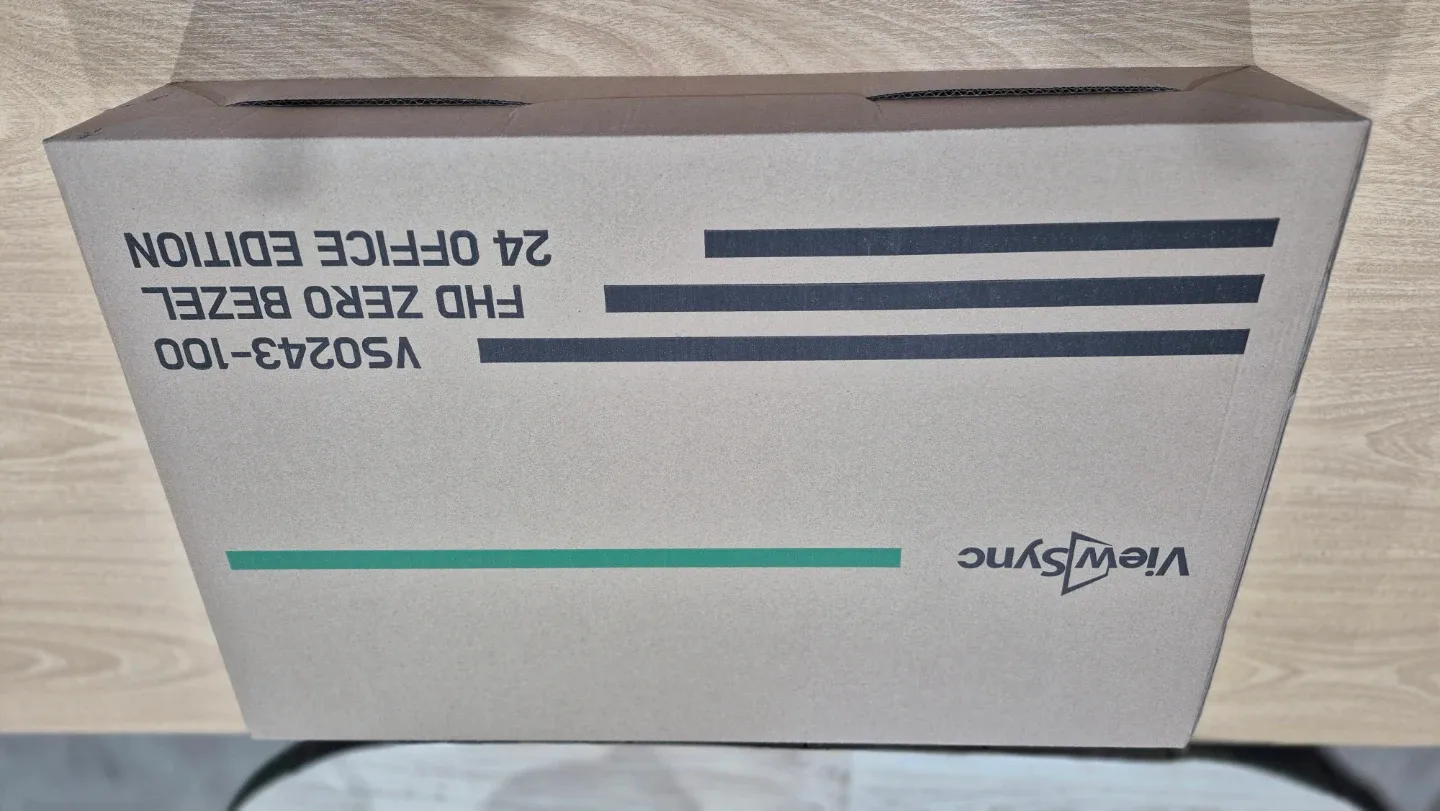 ViewSync
VS0243-100
FHD ZERO BEZEL
24 OFFICE EDITION